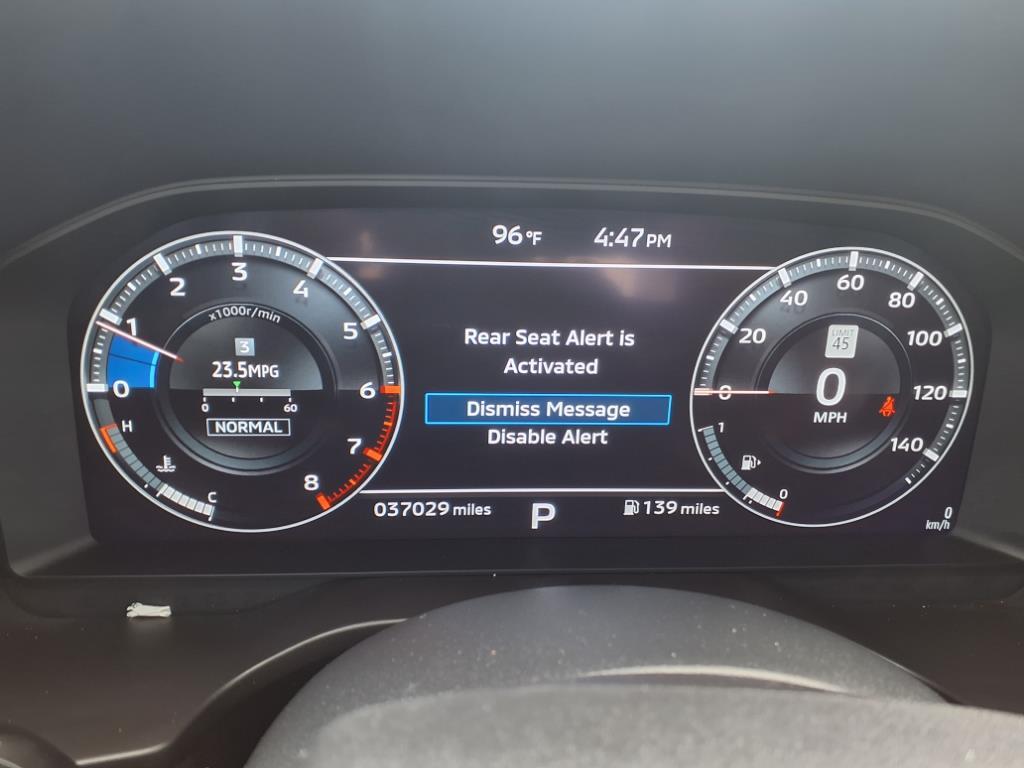 96°F 4:47PM
3
2 4
1 5
0 6
7
8
x1000r/min
3
23.5MPG
0 60
NORMAL
H
C
Rear Seat Alert is
Activated
Dismiss Message
Disable Alert
037029 miles P 139 miles
60
40 80
20 100
0 120
140
LIMIT
45
0
MPH
1
0
0
km/h